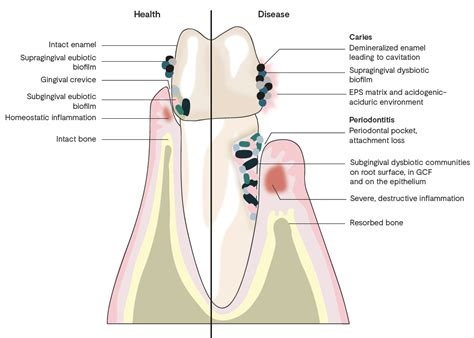 Health
Disease
Intact enamel
Supragingival eubiotic
biofilm
Gingival crevice
Subgingival eubiotic
biofilm
Homeostatic inflammation
Intact bone
Caries
Demineralized enamel
leading to cavitation
Supragingival dysbiotic
biofilm
EPS matrix and acidogenic-
aciduric environment
Periodontitis
Periodontal pocket,
attachment loss
Subgingival dysbiotic communities
on root surface, in GCF
and on the epithelium
Severe, destructive inflammation
Resorbed bone